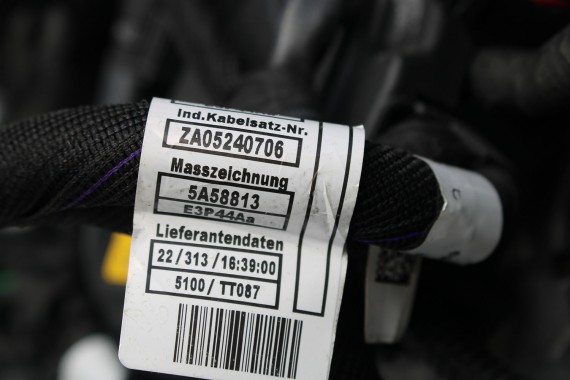 Ind.Kabelsatz-Nr.
ZA05240706
Masszeichnung
5A58813
E3P44Aa
Lieferantendaten
22/313/16:39:00
5100/TT087